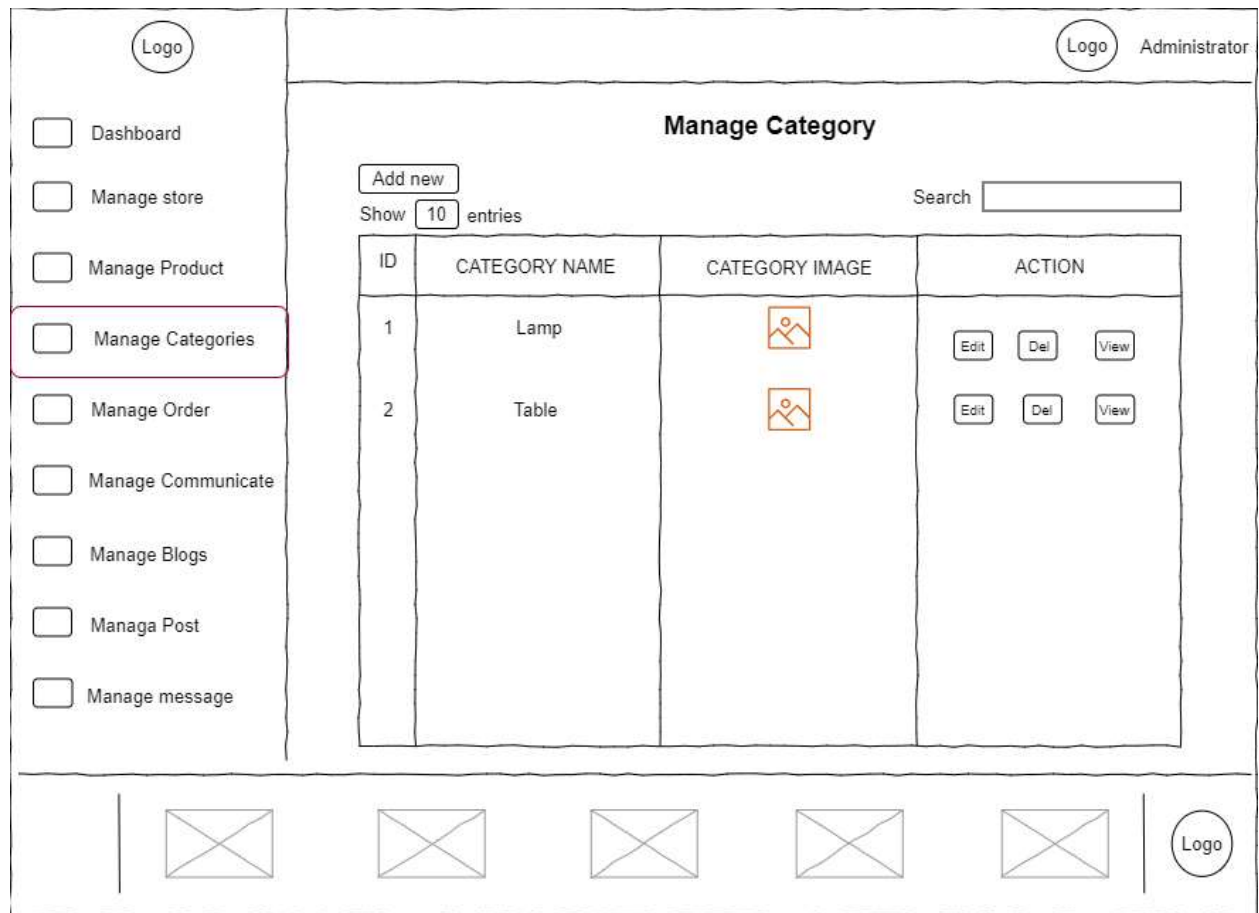 Logo
Logo Administrator
Dashboard
Manage store
Manage Product
Manage Categories
Manage Order
Manage Communicate
Manage Blogs
Managa Post
Manage message
Manage Category
Add new
Show 10 entries
Search
ID CATEGORY NAME CATEGORY IMAGE ACTION
1 Lamp Edit Del View
2 Table Edit Del View
Logo